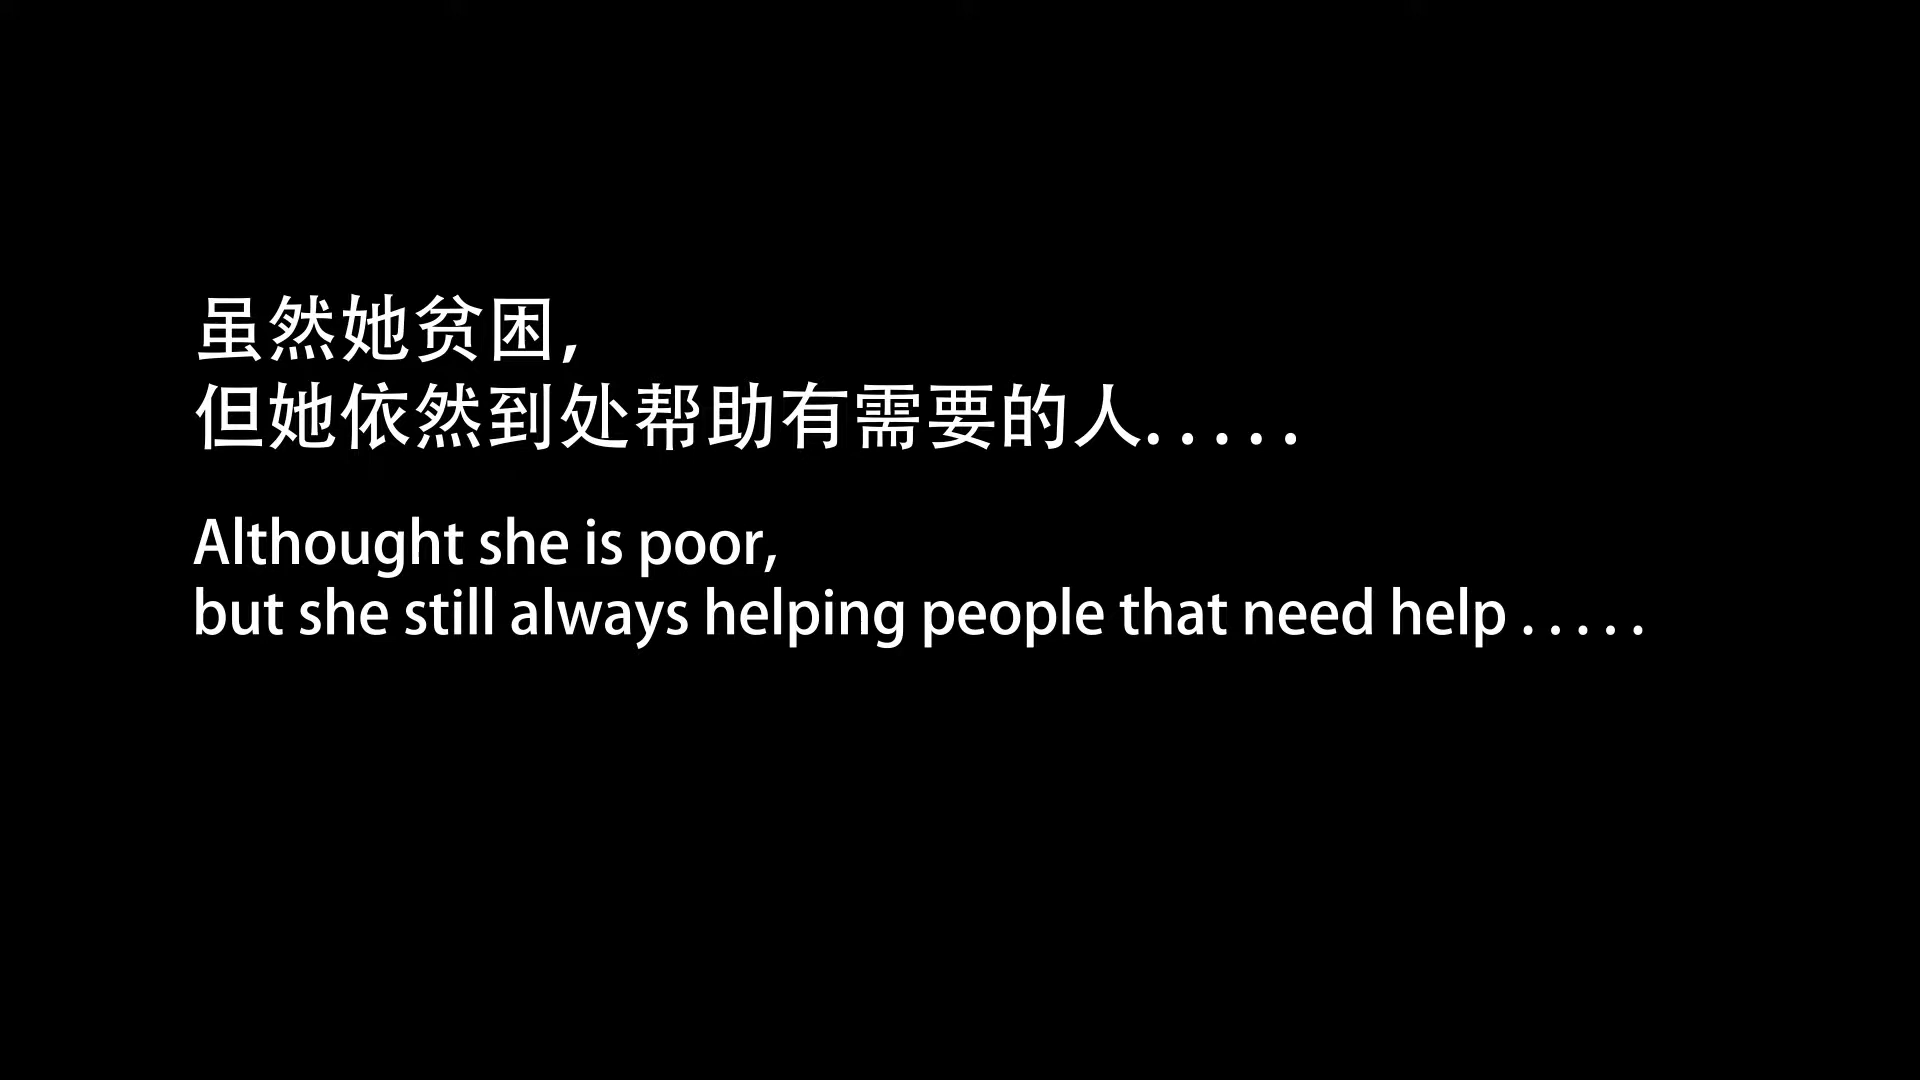 虽然她贫困,
但她依然到处帮助有需要的人.....
Althought she is poor,
but she still always helping people that need help .....